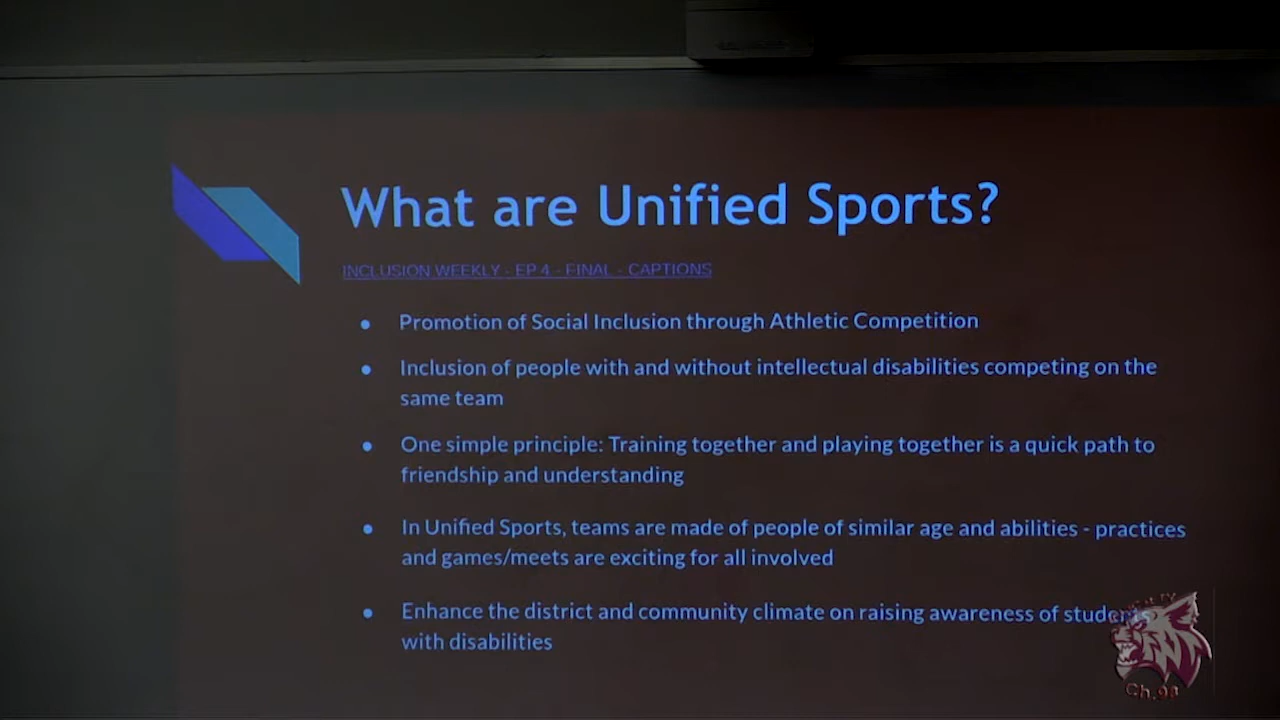 What are Unified Sports?
INCLUSION WEEKLY - EP 4 - FINAL - CAPTIONS
● Promotion of Social Inclusion through Athletic Competition
● Inclusion of people with and without intellectual disabilities competing on the
same team
● One simple principle: Training together and playing together is a quick path to
friendship and understanding
● In Unified Sports, teams are made of people of similar age and abilities - practices
and games/meets are exciting for all involved
● Enhance the district and community climate on raising awareness of students
with disabilities
Ch.98